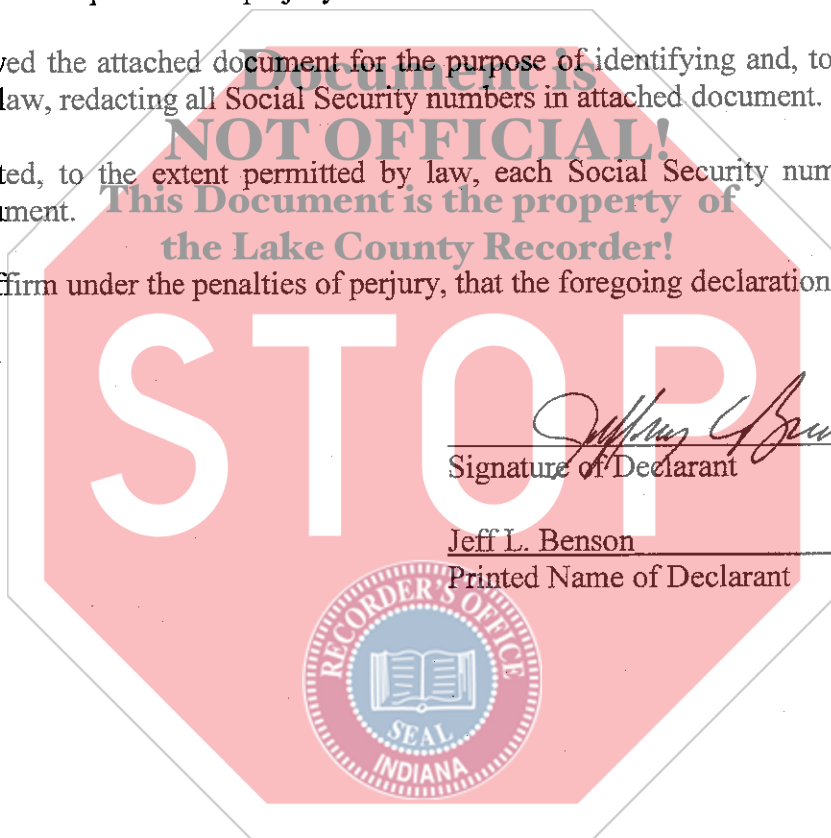 ved the attached document for the purpose of identifying and, to
Document is
law, redacting all Social Security numbers in attached document.
NOT OFFICIAL!
ted, to the extent permitted by law, each Social Security num
ument.
This Document is the property of
the Lake County Recorder!
ffirm under the penalties of perjury, that the foregoing declaration
STOP
Signature of Declarant
Jeff L. Benson
Printed Name of Declarant
RECORDER'S OFFICE
SEAL
INDIANA